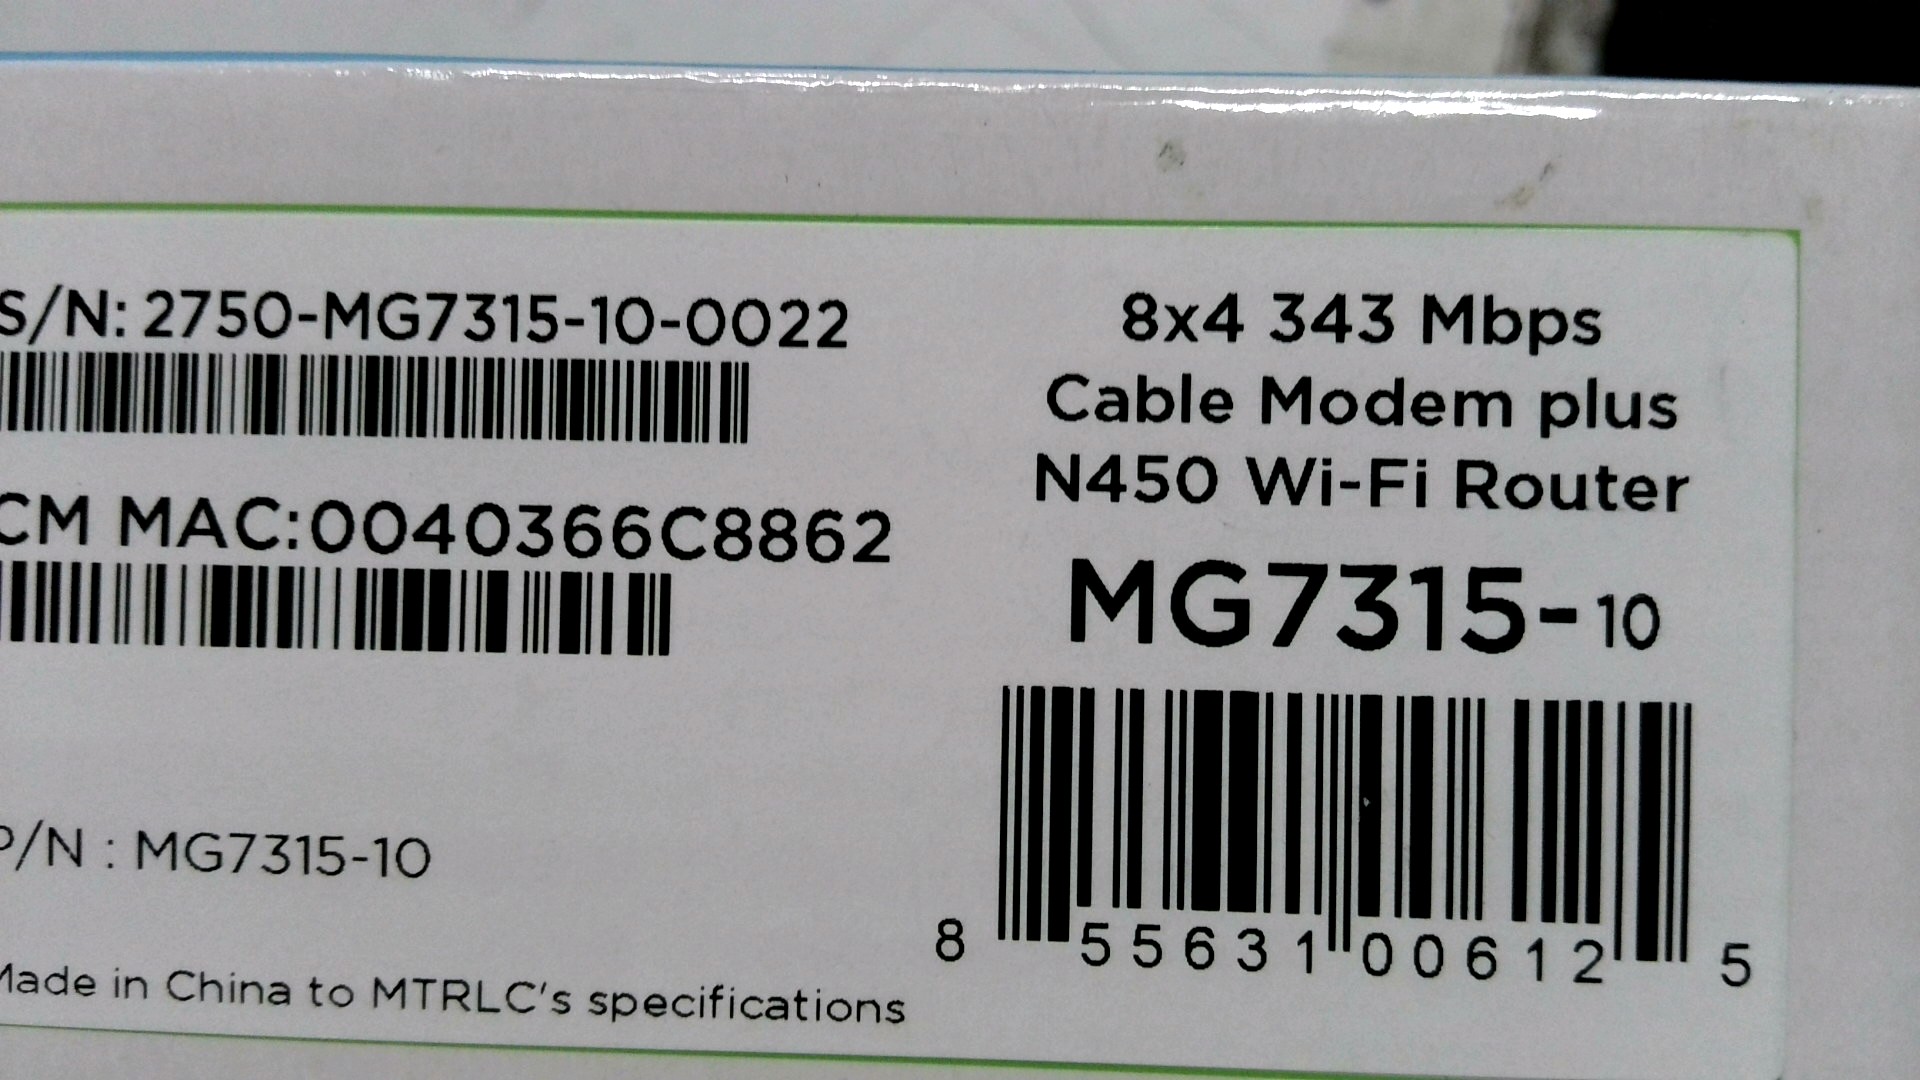 S/N: 2750-MG7315-10-0022
CM MAC:0040366C8862
P/N : MG7315-10
Made in China to MTRLC's specifications
8x4 343 Mbps
Cable Modem plus
N450 Wi-Fi Router
MG7315-10
8 55631 00612 5